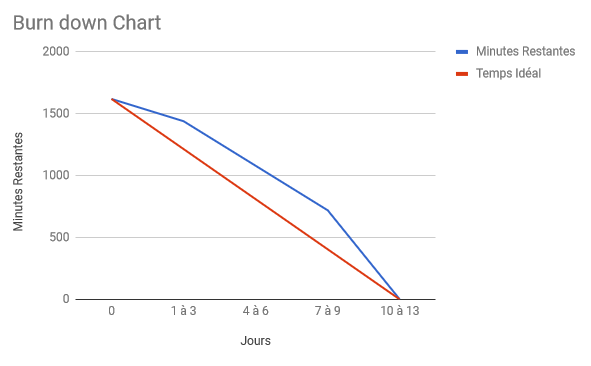 Burn down Chart
2000
1500
1000
500
0
Minutes Restantes
0 1 à 3 4 à 6 7 à 9 10 à 13
Jours
Minutes Restantes
Temps Idéal